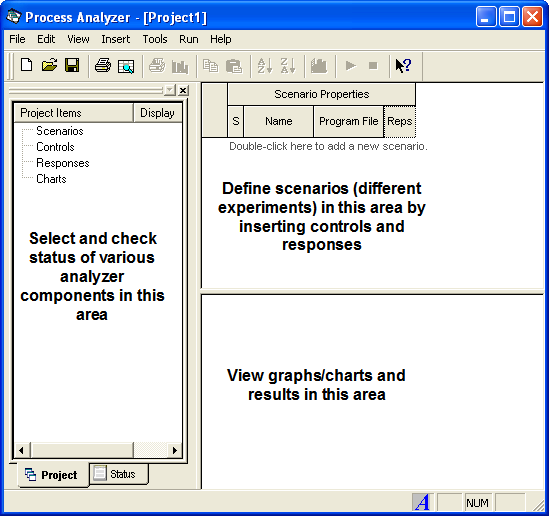 Process Analyzer - [Project1]
File Edit View Insert Tools Run Help
Project Items Display
Scenarios
Controls
Responses
Charts
Select and check
status of various
analyzer
components in this
area
Project Status
Scenario Properties
S Name Program File Reps
Double-click here to add a new scenario.
Define scenarios (different
experiments) in this area by
inserting controls and
responses
View graphs/charts and
results in this area
A NUM